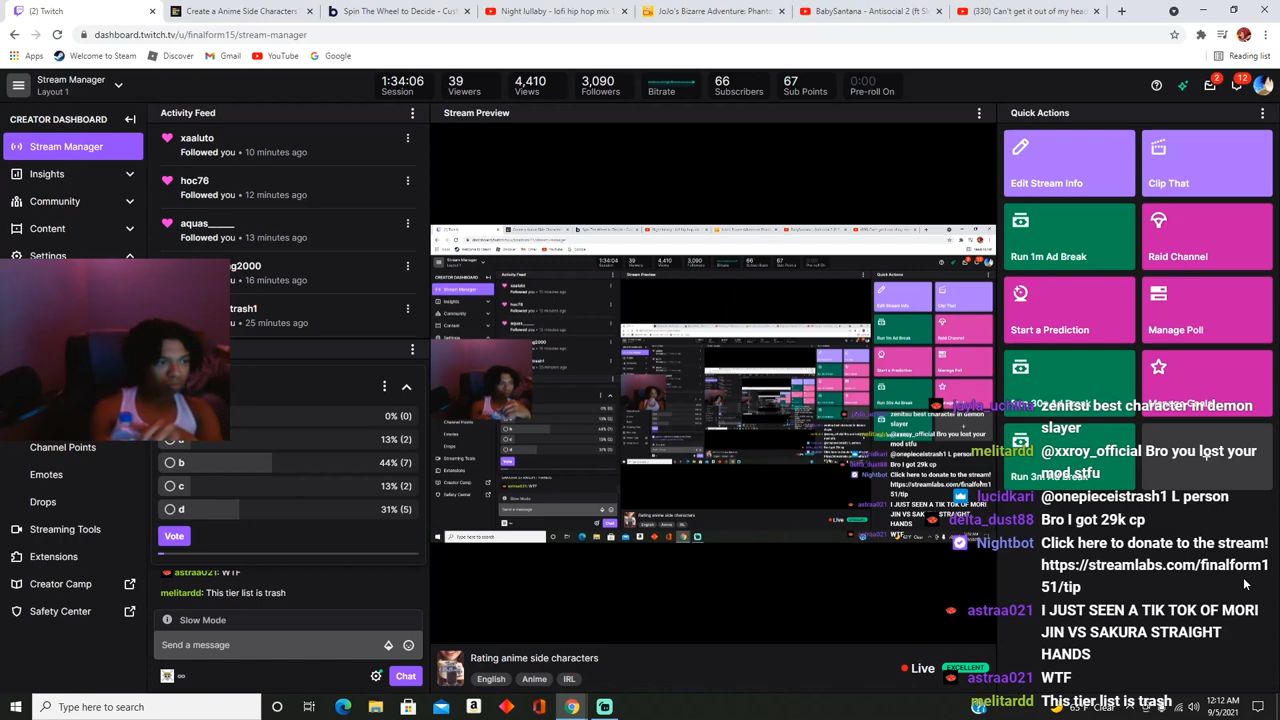 (2) Twitch
Create a Anime Side Characters
Spin The Wheel to Decide - Cust
Night lullaby - lofi hip hop mix
JoJo's Bizarre Adventure: Phanto
BabySantana - Antisocial 2 (ft Sl
(330) Can't get it out of my hea
dashboard.twitch.tv/u/finalform15/stream-manager
Apps
Welcome to Steam
Discover
Gmail
YouTube
Google
Reading list
Stream Manager
Layout 1
1:34:06
Session
39
Viewers
4,410
Views
3,090
Followers
Bitrate
66
Subscribers
67
Sub Points
0:00
Pre-roll On
2
12
CREATOR DASHBOARD
Stream Manager
Insights
Community
Content
Settings
Channel Points
Emotes
Drops
Streaming Tools
Extensions
Creator Camp
Safety Center
Activity Feed
xaaluto
Followed you • 10 minutes ago
hoc76
Followed you • 12 minutes ago
aquas
Followed you • 13 minutes ago
g2000
16 minutes ago
trash1
25 minutes ago
0% (0)
13% (2)
b
44% (7)
c
13% (2)
d
31% (5)
Vote
astraa021: WTF
melitardd: This tier list is trash
Slow Mode
Send a message
Chat
Stream Preview
Rating anime side characters
English
Anime
IRL
Live
EXCELLENT
Quick Actions
Edit Stream Info
Clip That
Run 1m Ad Break
Raid Channel
Start a Prediction
Manage Poll
zenitsu best character in demon
slayer
melitardd
Bro you lost your
mod stfu
lucidkari @onepieceistrash1 L person
delta_dust88 Bro I got 29k cp
Nightbot Click here to donate to the stream!
https://streamlabs.com/finalform1
51/tip
astraa021 I JUST SEEN A TIK TOK OF MORI
JIN VS SAKURA STRAIGHT
HANDS
astraa021 WTF
melitardd This tier list is trash
Type here to search
12:12 AM
9/5/2021